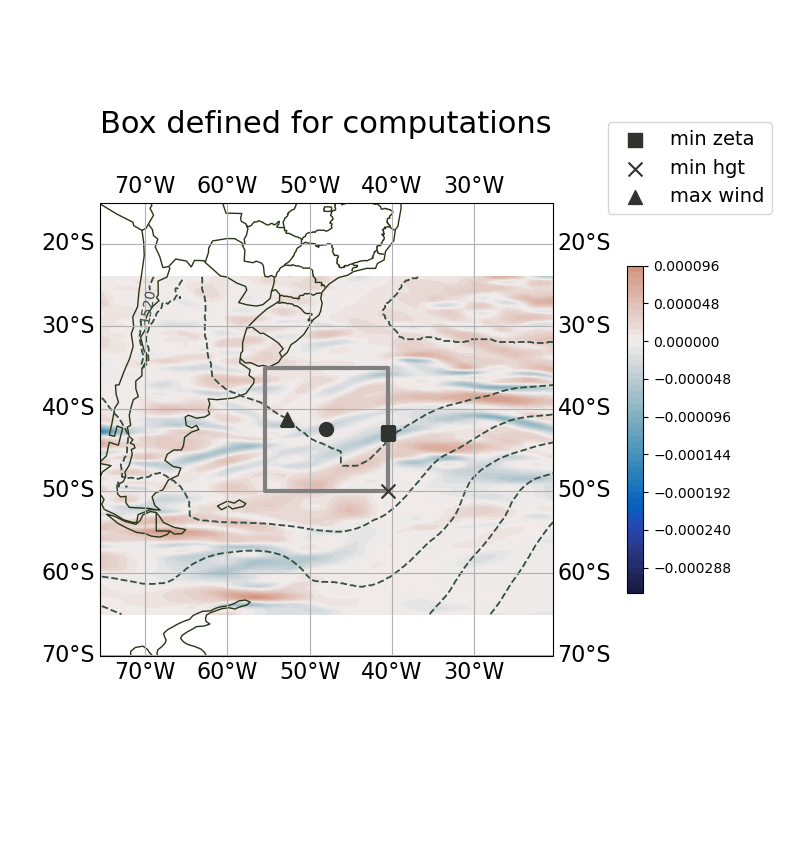 Box defined for computations
min zeta
min hgt
max wind
70°W 60°W 50°W 40°W 30°W
20°S 20°S
30°S 30°S
40°S 40°S
50°S 50°S
60°S 60°S
70°S 70°S
70°W 60°W 50°W 40°W 30°W
0.000096
0.000048
0.000000
−0.000048
−0.000096
−0.000144
−0.000192
−0.000240
−0.000288